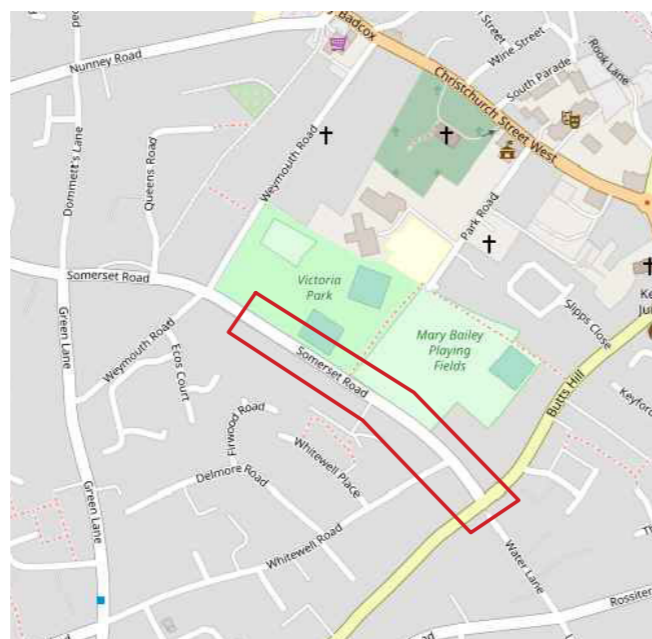 Badcox
Nunney Road
Wine Street
Rook Lane
South Parade
Christchurch Street West
Dommett's Lane
Queens Road
Weymouth Road
Park Road
Somerset Road
Victoria
Park
Slipps Close
Green Lane
Weymouth Road
Ecos Court
Somerset Road
Mary Bailey
Playing
Fields
Butts Hill
Firwood Road
Whitewell Place
Delmore Road
Green Lane
Whitewell Road
Water Lane